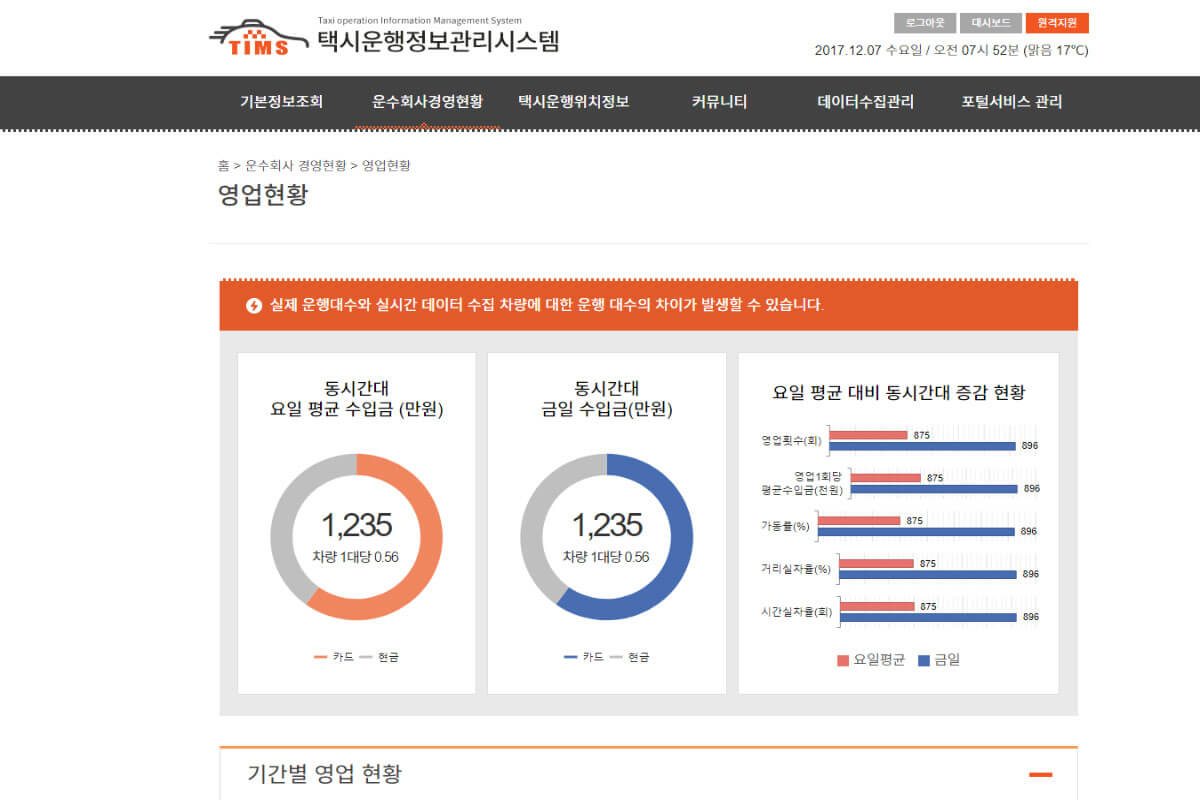 TIMS
Taxi operation Information Management System
택시운행정보관리시스템
로그아웃 대시보드 원격지원
2017.12.07 수요일 / 오전 07시 52분 (맑음 17℃)
기본정보조회 운수회사경영현황 택시운행위치정보 커뮤니티 데이터수집관리 포털서비스 관리
홈 > 운수회사 경영현황 > 영업현황
영업현황
실제 운행대수와 실시간 데이터 수집 차량에 대한 운행 대수의 차이가 발생할 수 있습니다.
동시간대
요일 평균 수입금 (만원)
1,235
차량 1대당 0.56
카드 현금
동시간대
금일 수입금(만원)
1,235
차량 1대당 0.56
카드 현금
요일 평균 대비 동시간대 증감 현황
영업횟수(회) 875
896
영업1회당
평균수입금(천원) 875
896
가동률(%) 875
896
거리실차율(%) 875
896
시간실차율(회) 875
896
요일평균 금일
기간별 영업 현황